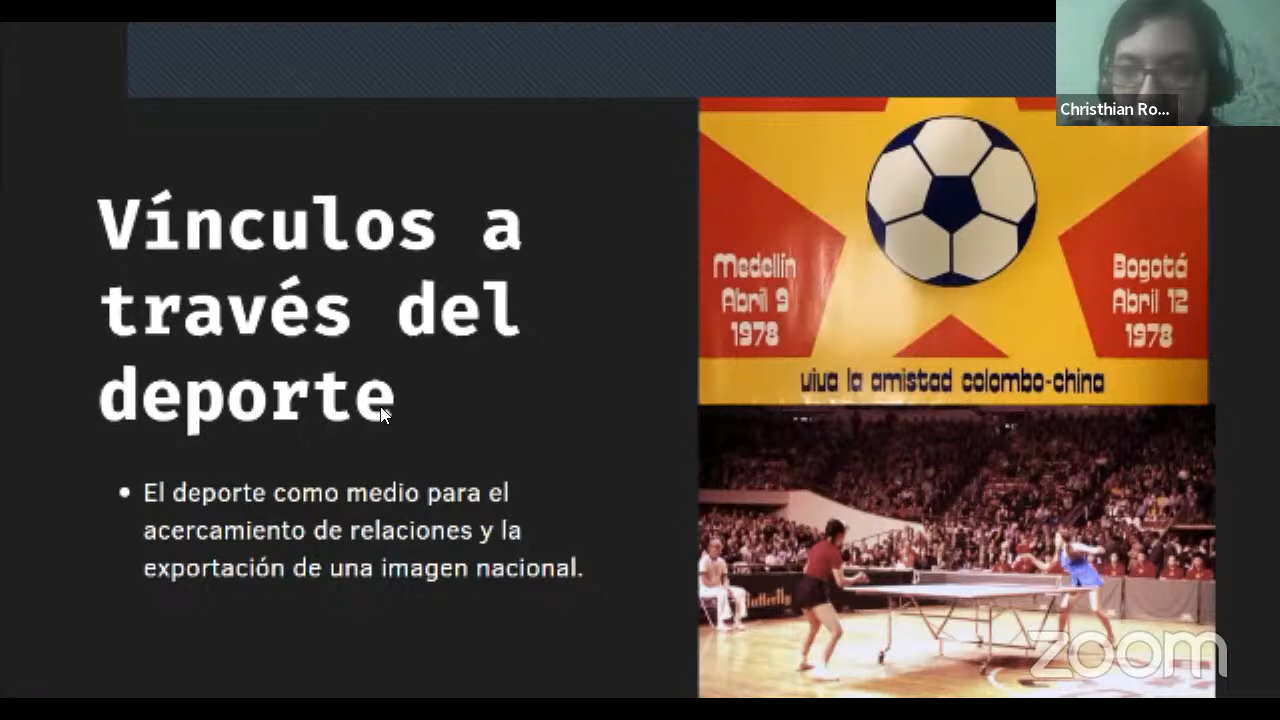 Christhian Ro...
Vínculos a
través del
deporte
El deporte como medio para el
acercamiento de relaciones y la
exportación de una imagen nacional.
Medellín
Abril 9
1978
Bogotá
Abril 12
1978
viva la amistad colombo-china
Butterfly
zoom